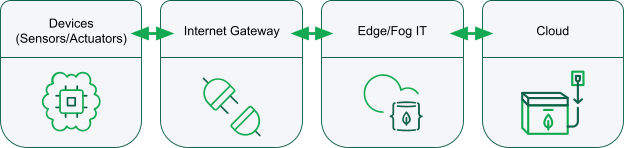 Devices
(Sensors/Actuators)
Internet Gateway
Edge/Fog IT
Cloud